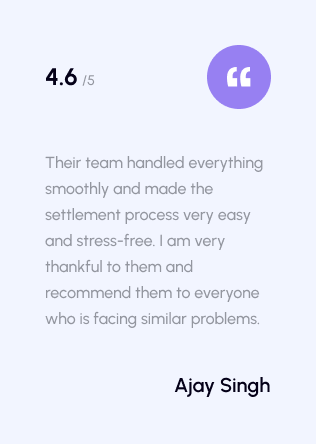 4.6 /5
“
Their team handled everything
smoothly and made the
settlement process very easy
and stress-free. I am very
thankful to them and
recommend them to everyone
who is facing similar problems.
Ajay Singh